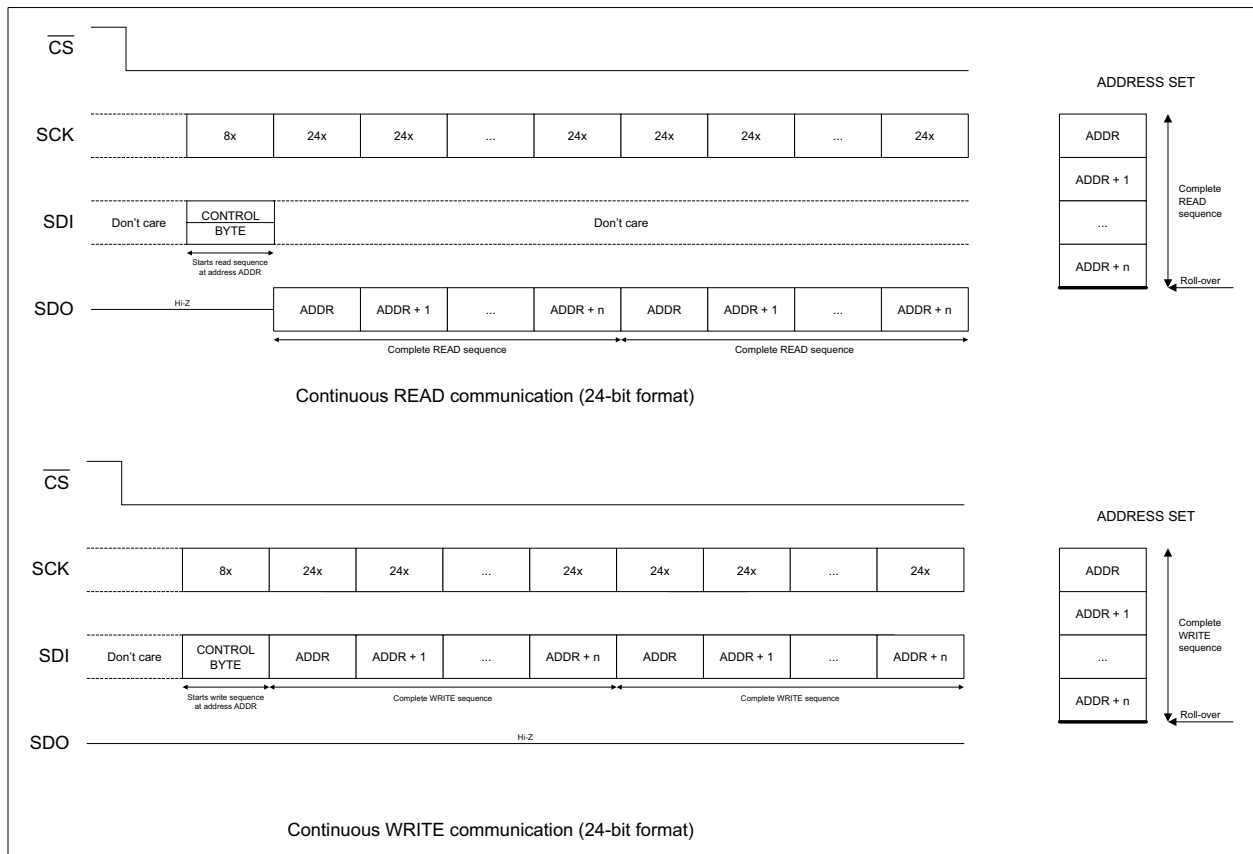 CS
ADDRESS SET
SCK 8x 24x 24x ... 24x 24x 24x ... 24x
ADDR
ADDR + 1
...
ADDR + n
Complete
READ
sequence
Roll-over
SDI Don't care CONTROL
BYTE
Don't care
Starts read sequence
at address ADDR
SDO Hi-Z ADDR ADDR + 1 ... ADDR + n ADDR ADDR + 1 ... ADDR + n
Complete READ sequence Complete READ sequence
Continuous READ communication (24-bit format)
CS
ADDRESS SET
SCK 8x 24x 24x ... 24x 24x 24x ... 24x
ADDR
ADDR + 1
...
ADDR + n
Complete
WRITE
sequence
Roll-over
SDI Don't care CONTROL
BYTE
ADDR ADDR + 1 ... ADDR + n ADDR ADDR + 1 ... ADDR + n
Starts write sequence
at address ADDR
Complete WRITE sequence Complete WRITE sequence
SDO Hi-Z
Continuous WRITE communication (24-bit format)